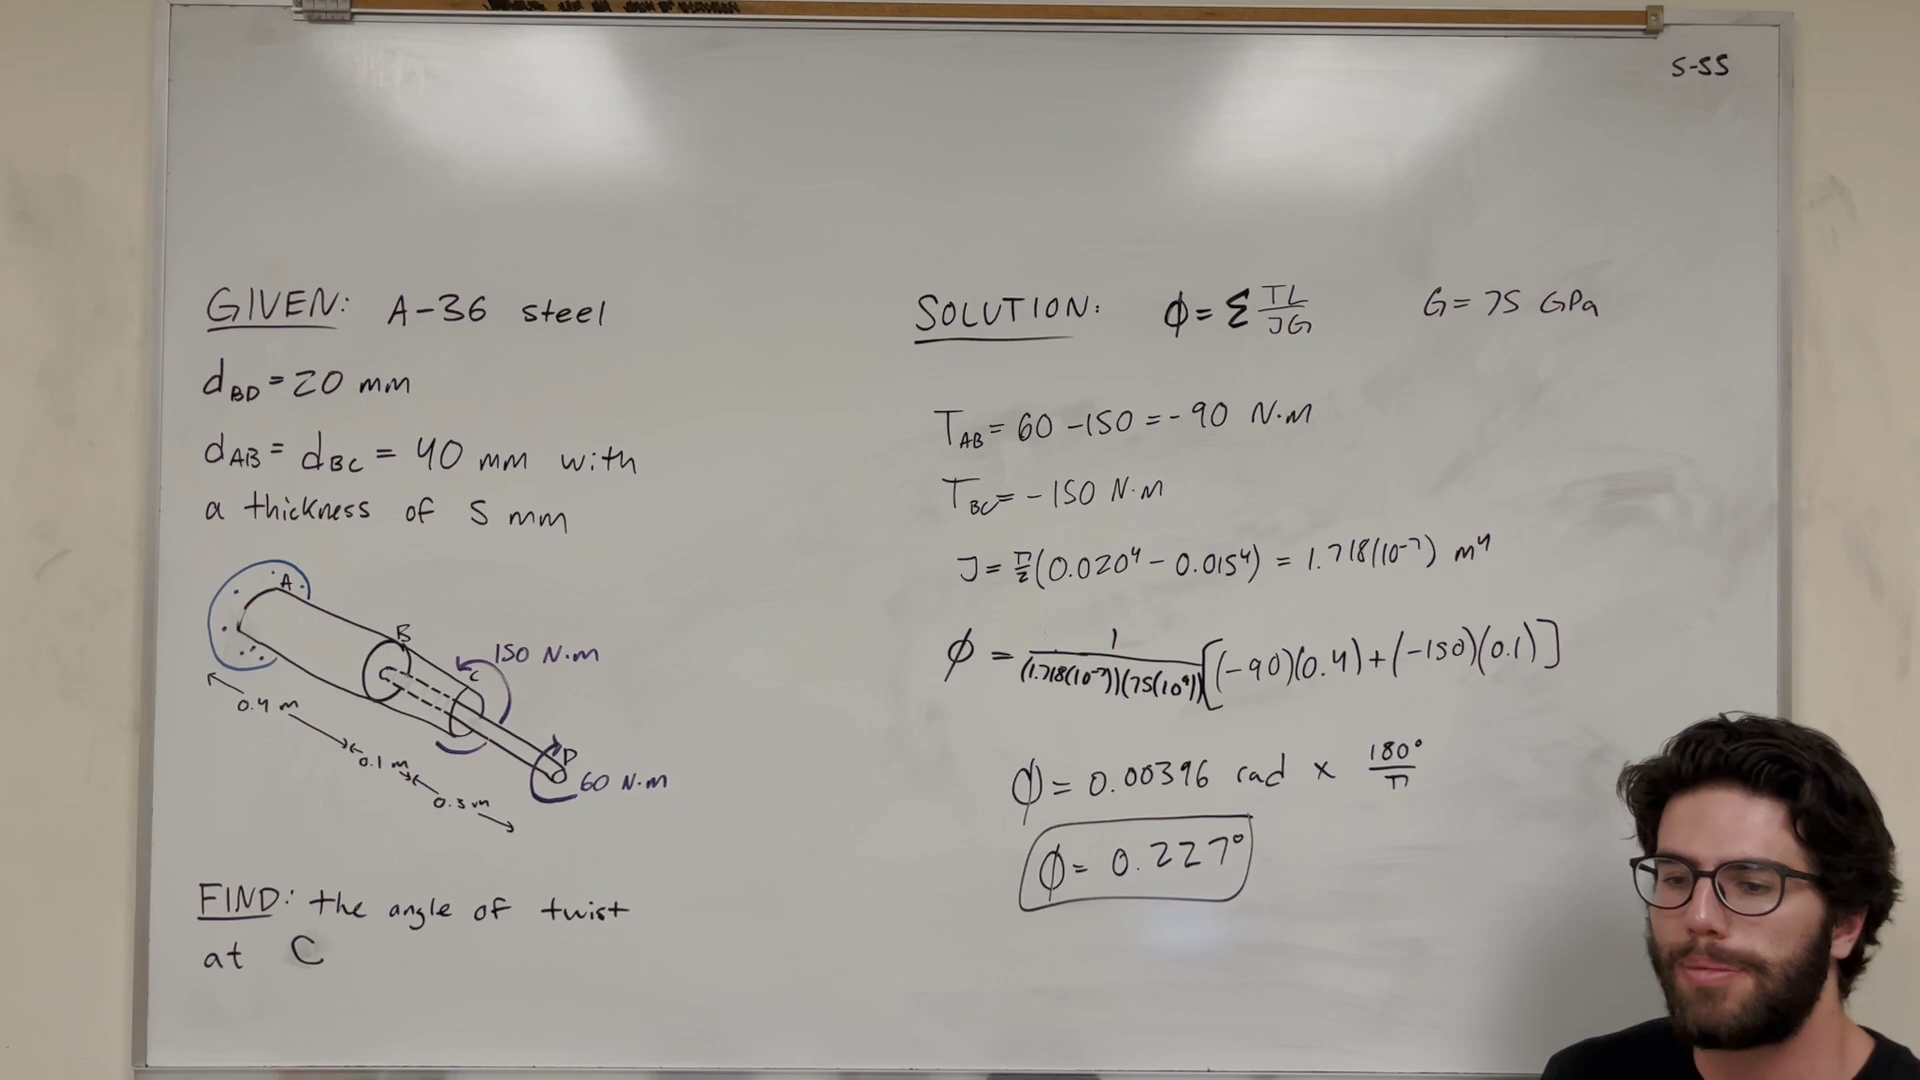 S-55
GIVEN: A-36 steel
d_BD = 20 mm
d_AB = d_BC = 40 mm with
a thickness of 5 mm
A
B
150 N·m
C
0.4 m
D
0.1 m
60 N·m
0.3 m
FIND: the angle of twist
at C
SOLUTION: ϕ = Σ TL/JG G = 75 GPa
T_AB = 60 - 150 = - 90 N·m
T_BC = - 150 N·m
J = π/2 (0.020⁴ - 0.015⁴) = 1.718(10⁻⁷) m⁴
ϕ = 1/(1.718(10⁻⁷))(75(10⁹)) [(-90)(0.4) + (-150)(0.1)]
ϕ = 0.00396 rad x 180°/π
ϕ = 0.227°